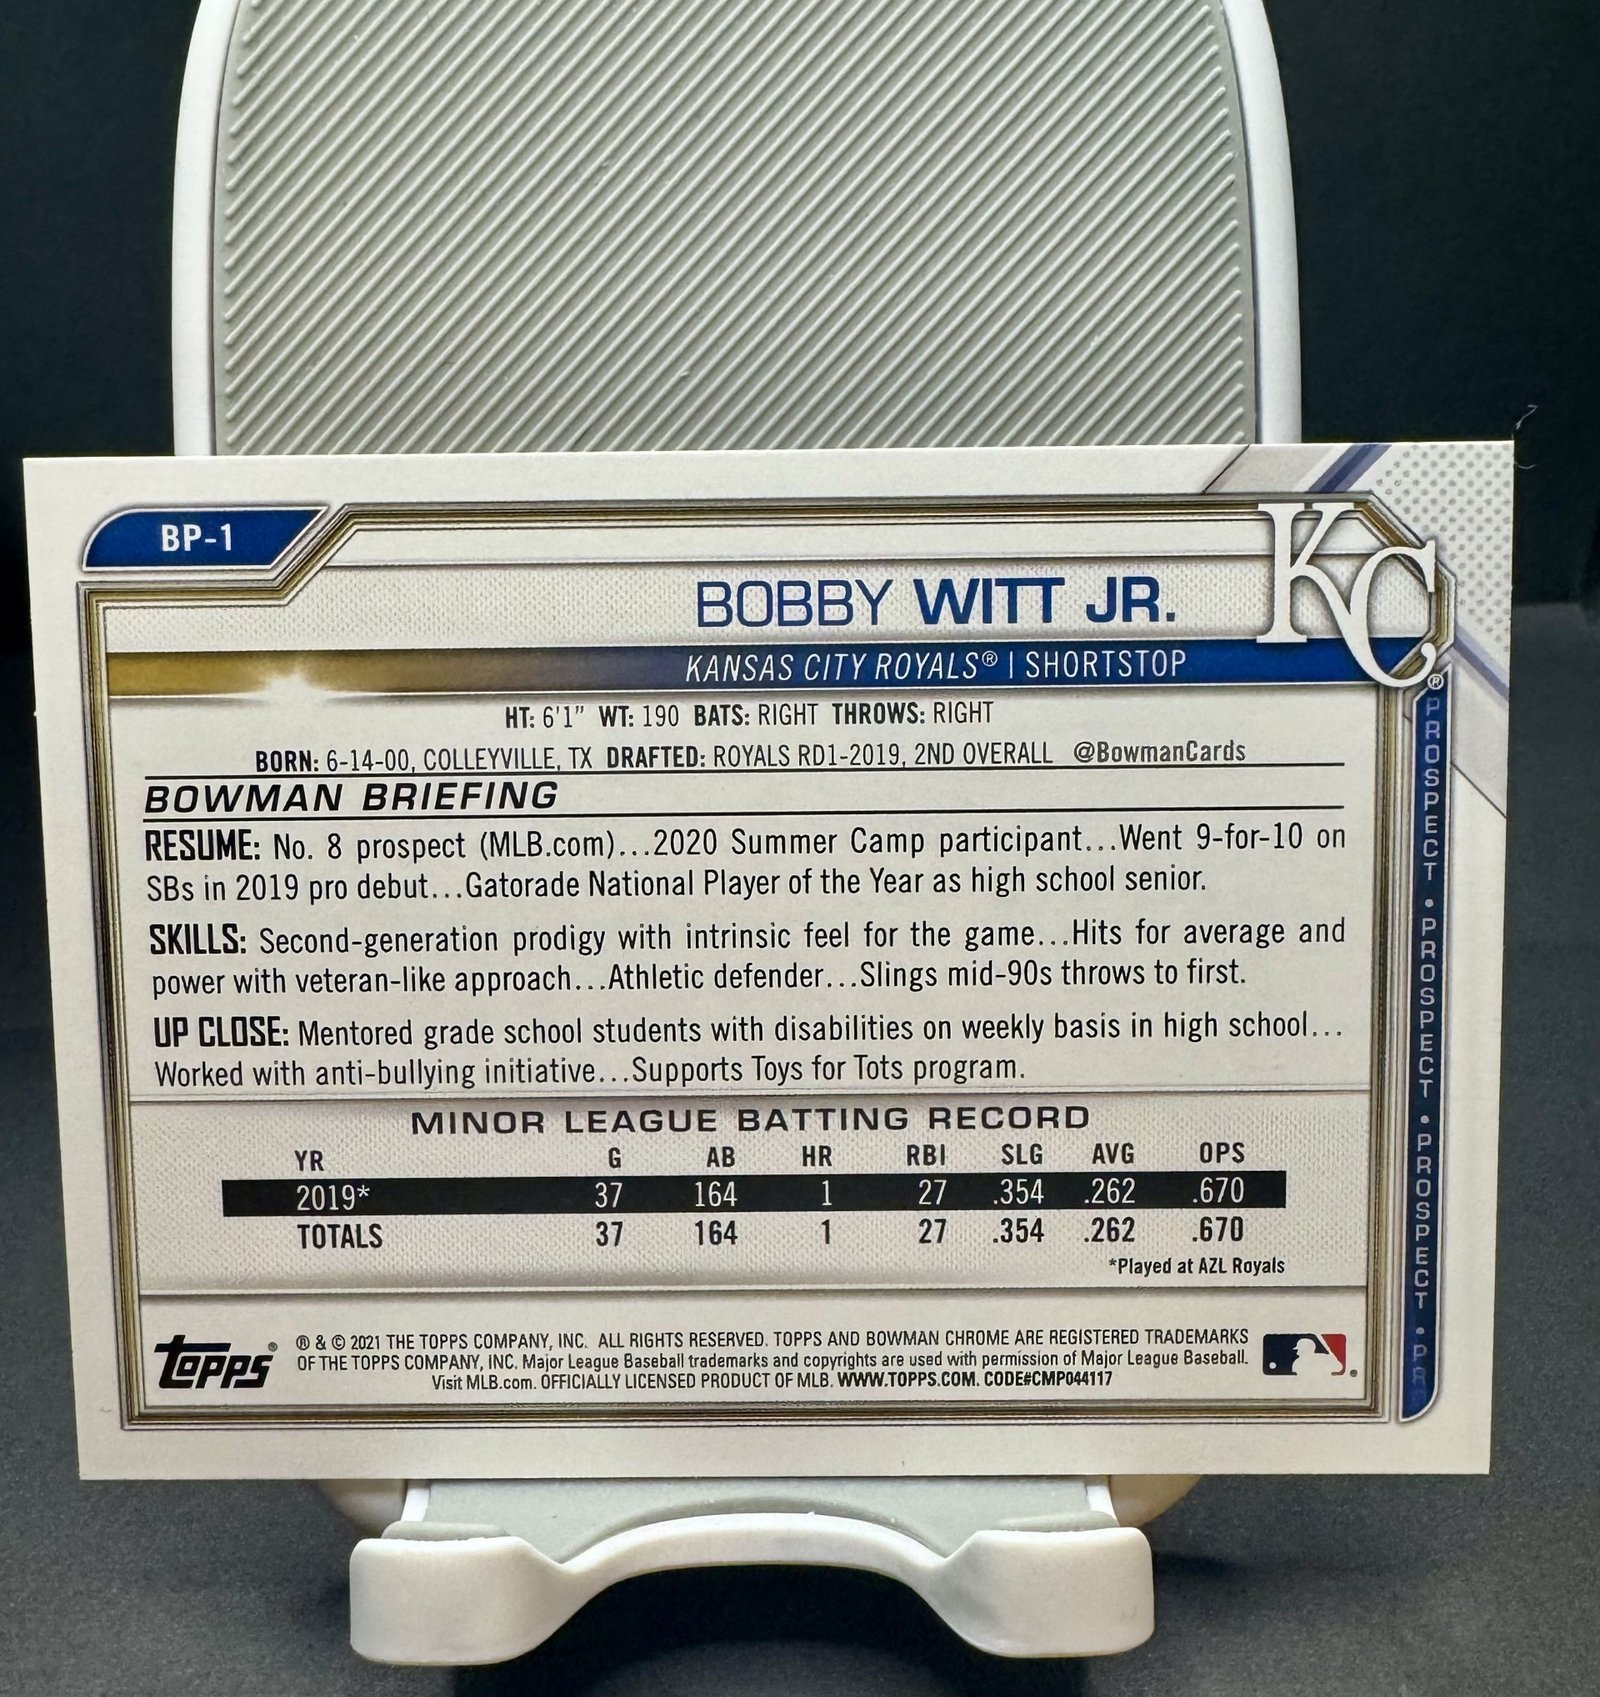 BP-1
KC®
BOBBY WITT JR.
KANSAS CITY ROYALS® | SHORTSTOP
HT: 6'1" WT: 190 BATS: RIGHT THROWS: RIGHT
BORN: 6-14-00, COLLEYVILLE, TX DRAFTED: ROYALS RD1-2019, 2ND OVERALL @BowmanCards
BOWMAN BRIEFING
RESUME: No. 8 prospect (MLB.com)...2020 Summer Camp participant...Went 9-for-10 on
SBs in 2019 pro debut...Gatorade National Player of the Year as high school senior.
SKILLS: Second-generation prodigy with intrinsic feel for the game...Hits for average and
power with veteran-like approach...Athletic defender...Slings mid-90s throws to first.
UP CLOSE: Mentored grade school students with disabilities on weekly basis in high school...
Worked with anti-bullying initiative...Supports Toys for Tots program.
MINOR LEAGUE BATTING RECORD
YR G AB HR RBI SLG AVG OPS
2019* 37 164 1 27 .354 .262 .670
TOTALS 37 164 1 27 .354 .262 .670
*Played at AZL Royals
topps®
® & © 2021 THE TOPPS COMPANY, INC. ALL RIGHTS RESERVED. TOPPS AND BOWMAN CHROME ARE REGISTERED TRADEMARKS
OF THE TOPPS COMPANY, INC. Major League Baseball trademarks and copyrights are used with permission of Major League Baseball.
Visit MLB.com. OFFICIALLY LICENSED PRODUCT OF MLB. WWW.TOPPS.COM. CODE#CMP044117
PROSPECT • PROSPECT • PROSPECT • PR